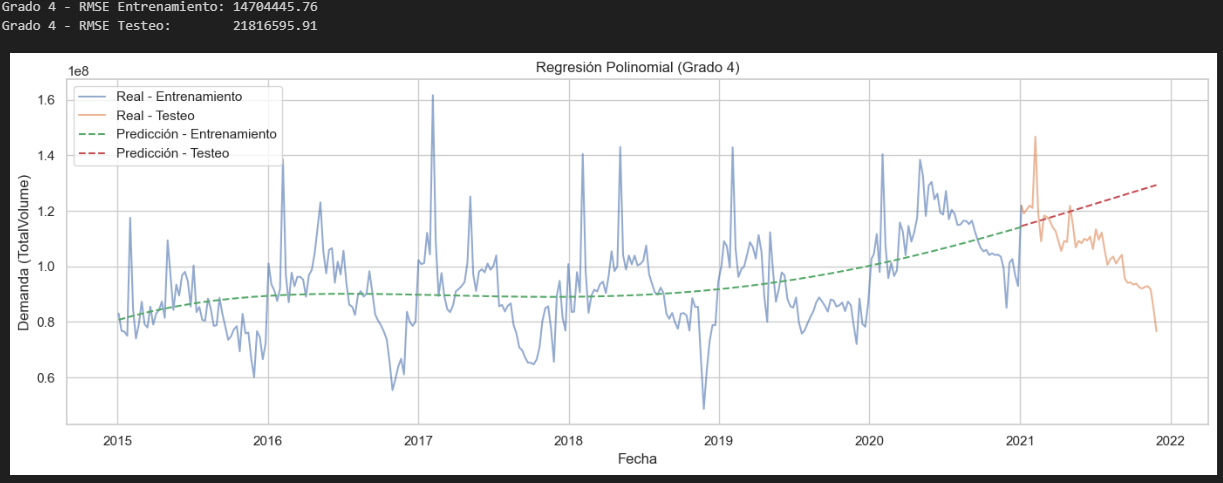 Grado 4 - RMSE Entrenamiento: 14704445.76
Grado 4 - RMSE Testeo: 21816595.91
Regresión Polinomial (Grado 4)
1e8
Real - Entrenamiento
Real - Testeo
Predicción - Entrenamiento
Predicción - Testeo
Demanda (TotalVolume)
1.6
1.4
1.2
1.0
0.8
0.6
2015 2016 2017 2018 2019 2020 2021 2022
Fecha